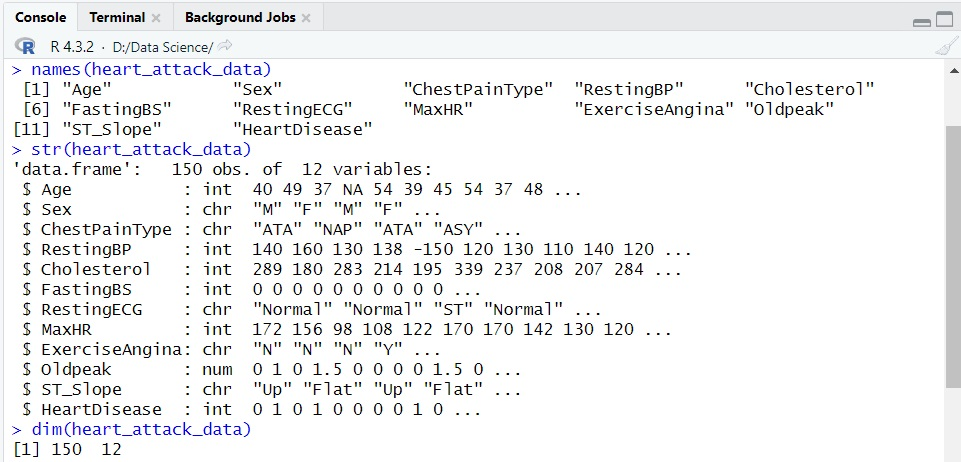 Console Terminal × Background Jobs ×
R 4.3.2 · D:/Data Science/
> names(heart_attack_data)
[1] "Age" "Sex" "ChestPainType" "RestingBP" "Cholesterol"
[6] "FastingBS" "RestingECG" "MaxHR" "ExerciseAngina" "Oldpeak"
[11] "ST_Slope" "HeartDisease"
> str(heart_attack_data)
'data.frame': 150 obs. of 12 variables:
$ Age : int 40 49 37 NA 54 39 45 54 37 48 ...
$ Sex : chr "M" "F" "M" "F" ...
$ ChestPainType : chr "ATA" "NAP" "ATA" "ASY" ...
$ RestingBP : int 140 160 130 138 -150 120 130 110 140 120 ...
$ Cholesterol : int 289 180 283 214 195 339 237 208 207 284 ...
$ FastingBS : int 0 0 0 0 0 0 0 0 0 0 ...
$ RestingECG : chr "Normal" "Normal" "ST" "Normal" ...
$ MaxHR : int 172 156 98 108 122 170 170 142 130 120 ...
$ ExerciseAngina: chr "N" "N" "N" "Y" ...
$ Oldpeak : num 0 1 0 1.5 0 0 0 0 1.5 0 ...
$ ST_Slope : chr "Up" "Flat" "Up" "Flat" ...
$ HeartDisease : int 0 1 0 1 0 0 0 0 1 0 ...
> dim(heart_attack_data)
[1] 150 12